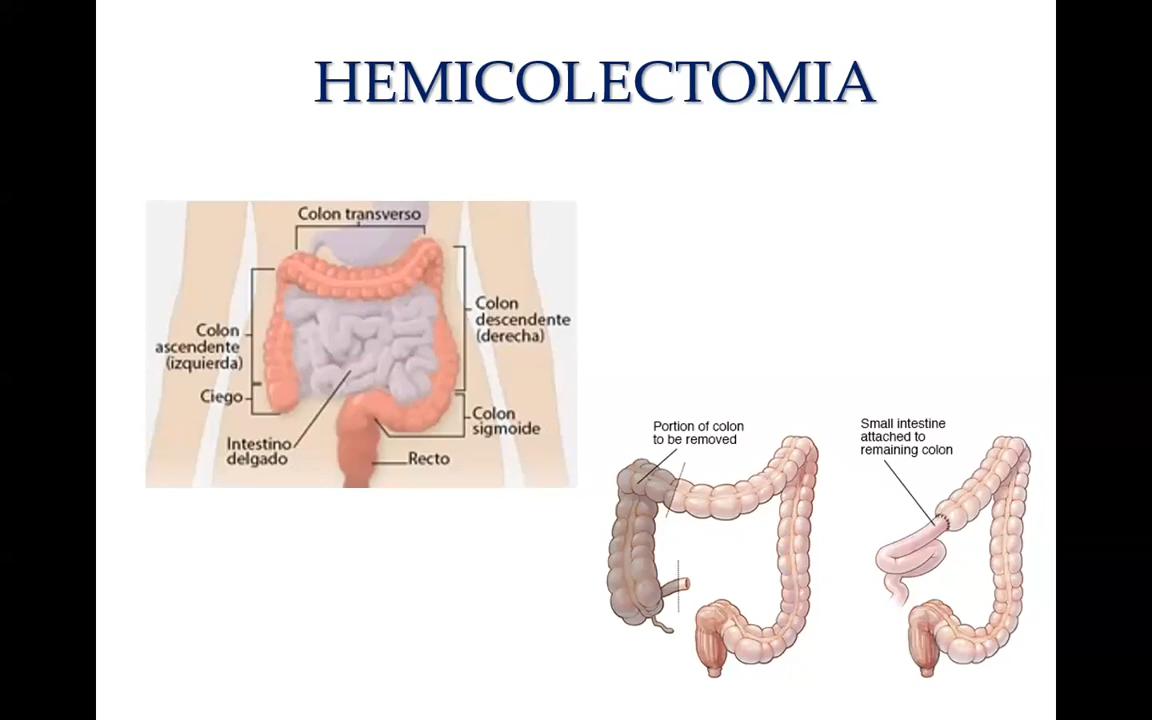 HEMICOLECTOMIA
Colon transverso
Colon
ascendente
(izquierda)
Ciego
Intestino
delgado
Colon
descendente
(derecha)
Colon
sigmoide
Recto
Portion of colon
to be removed
Small intestine
attached to
remaining colon